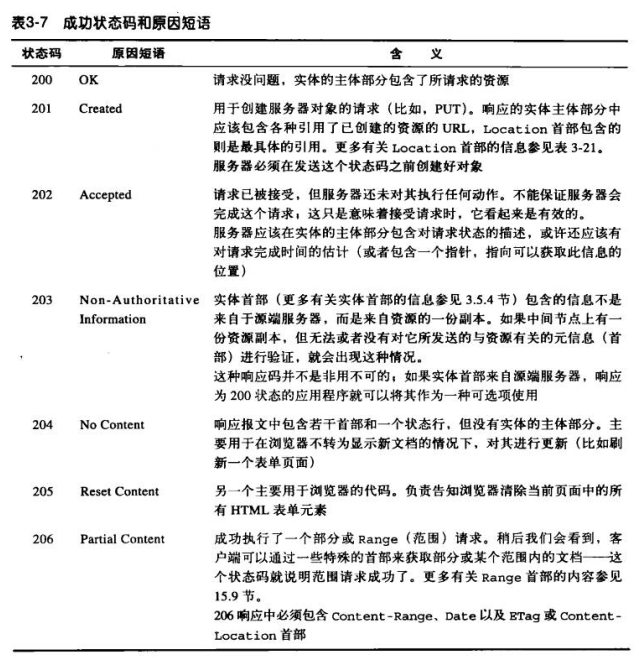 表3-7 成功状态码和原因短语
状态码 原因短语 含 义
200 OK 请求没问题，实体的主体部分包含了所请求的资源
201 Created 用于创建服务器对象的请求（比如，PUT）。响应的实体主体部分中
应该包含各种引用了已创建的资源的 URL，Location 首部包含的
则是最具体的引用。更多有关 Location 首部的信息参见表 3-21。
服务器必须在发送这个状态码之前创建好对象
202 Accepted 请求已被接受，但服务器还未对其执行任何动作。不能保证服务器会
完成这个请求；这只是意味着接受请求时，它看起来是有效的。
服务器应该在实体的主体部分包含对请求状态的描述，或许还应该有
对请求完成时间的估计（或者包含一个指针，指向可以获取此信息的
位置）
203 Non-Authoritative 实体首部（更多有关实体首部的信息参见 3.5.4 节）包含的信息不是
Information 来自于源端服务器，而是来自资源的一份副本。如果中间节点上有一
份资源副本，但无法或者没有对它所发送的与资源有关的元信息（首
部）进行验证，就会出现这种情况。
这种响应码并不是非用不可的；如果实体首部来自源端服务器，响应
为 200 状态的应用程序就可以将其作为一种可选项使用
204 No Content 响应报文中包含若干首部和一个状态行，但没有实体的主体部分。主
要用于在浏览器不转为显示新文档的情况下，对其进行更新（比如刷
新一个表单页面）
205 Reset Content 另一个主要用于浏览器的代码。负责告知浏览器清除当前页面中的所
有 HTML 表单元素
206 Partial Content 成功执行了一个部分或 Range（范围）请求。稍后我们会看到，客
户端可以通过一些特殊的首部来获取部分或某个范围内的文档——这
个状态码就说明范围请求成功了。更多有关 Range 首部的内容参见
15.9 节。
206 响应中必须包含 Content-Range、Date 以及 ETag 或 Content-
Location 首部